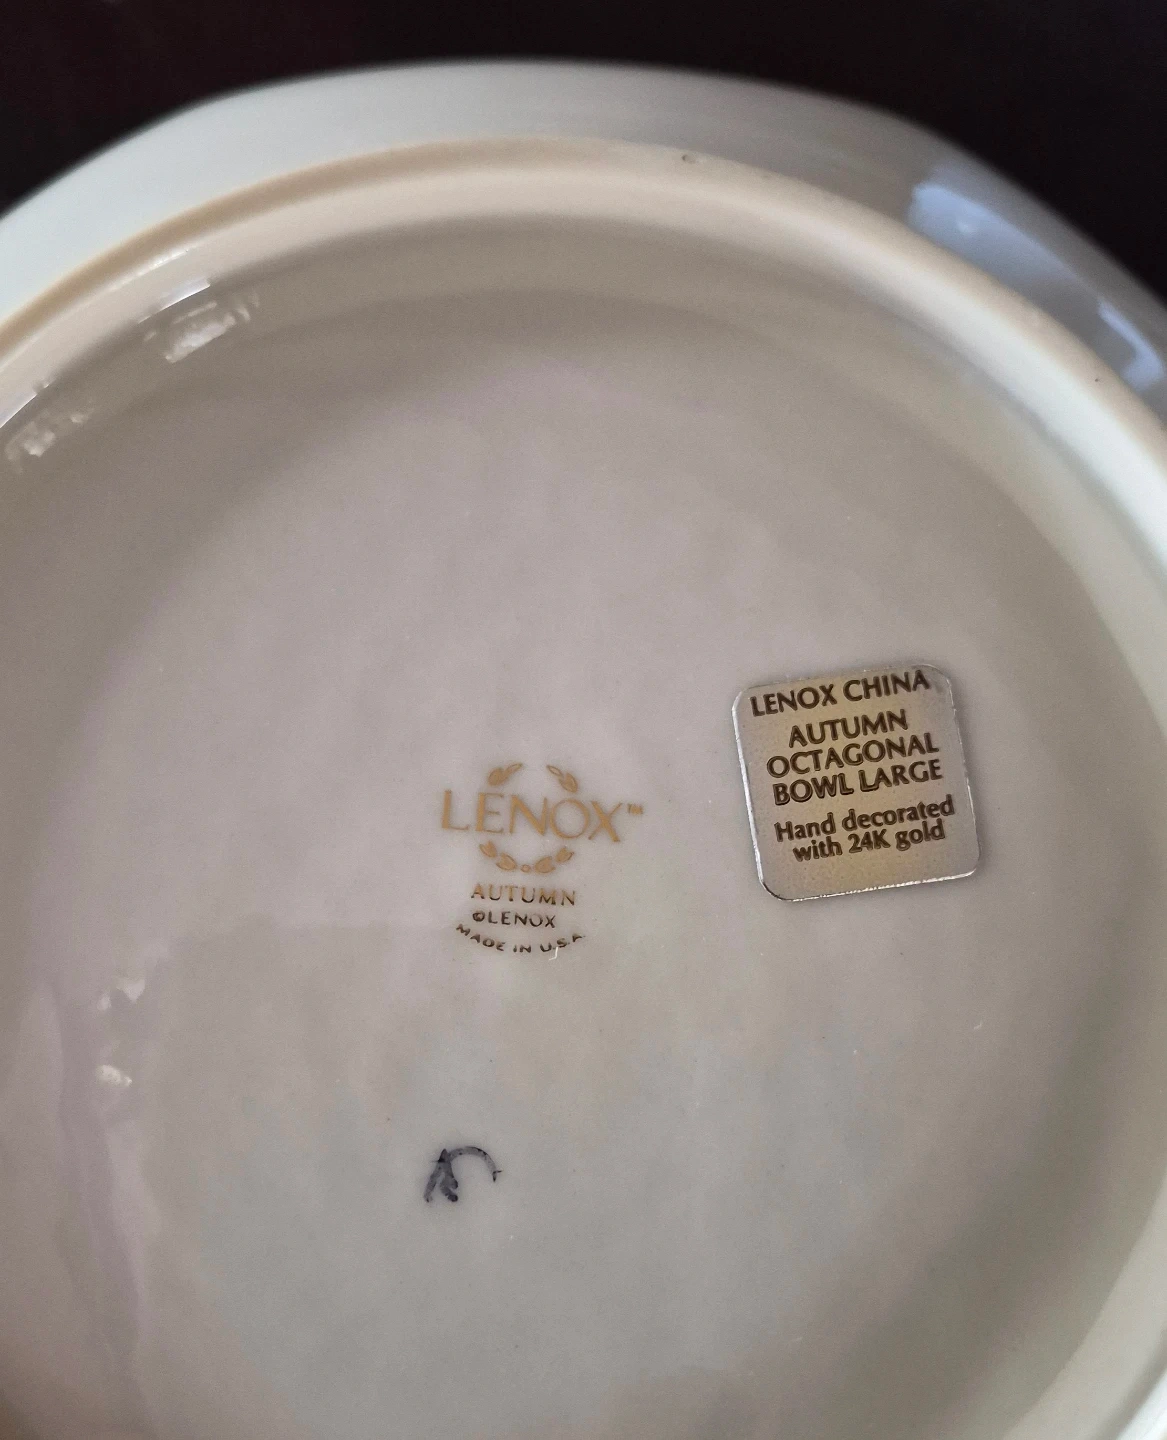 LENOX™
AUTUMN
©LENOX
MADE IN U.S.A.
LENOX CHINA
AUTUMN
OCTAGONAL
BOWL LARGE
Hand decorated
with 24K gold